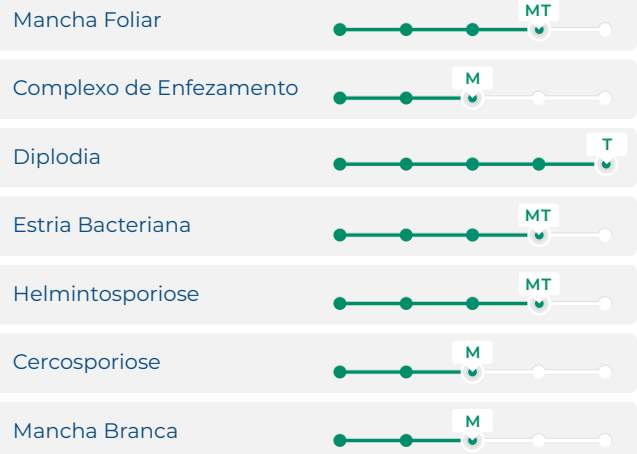 Mancha Foliar MT
Complexo de Enfezamento M
Diplodia T
Estria Bacteriana MT
Helmintosporiose MT
Cercosporiose M
Mancha Branca M